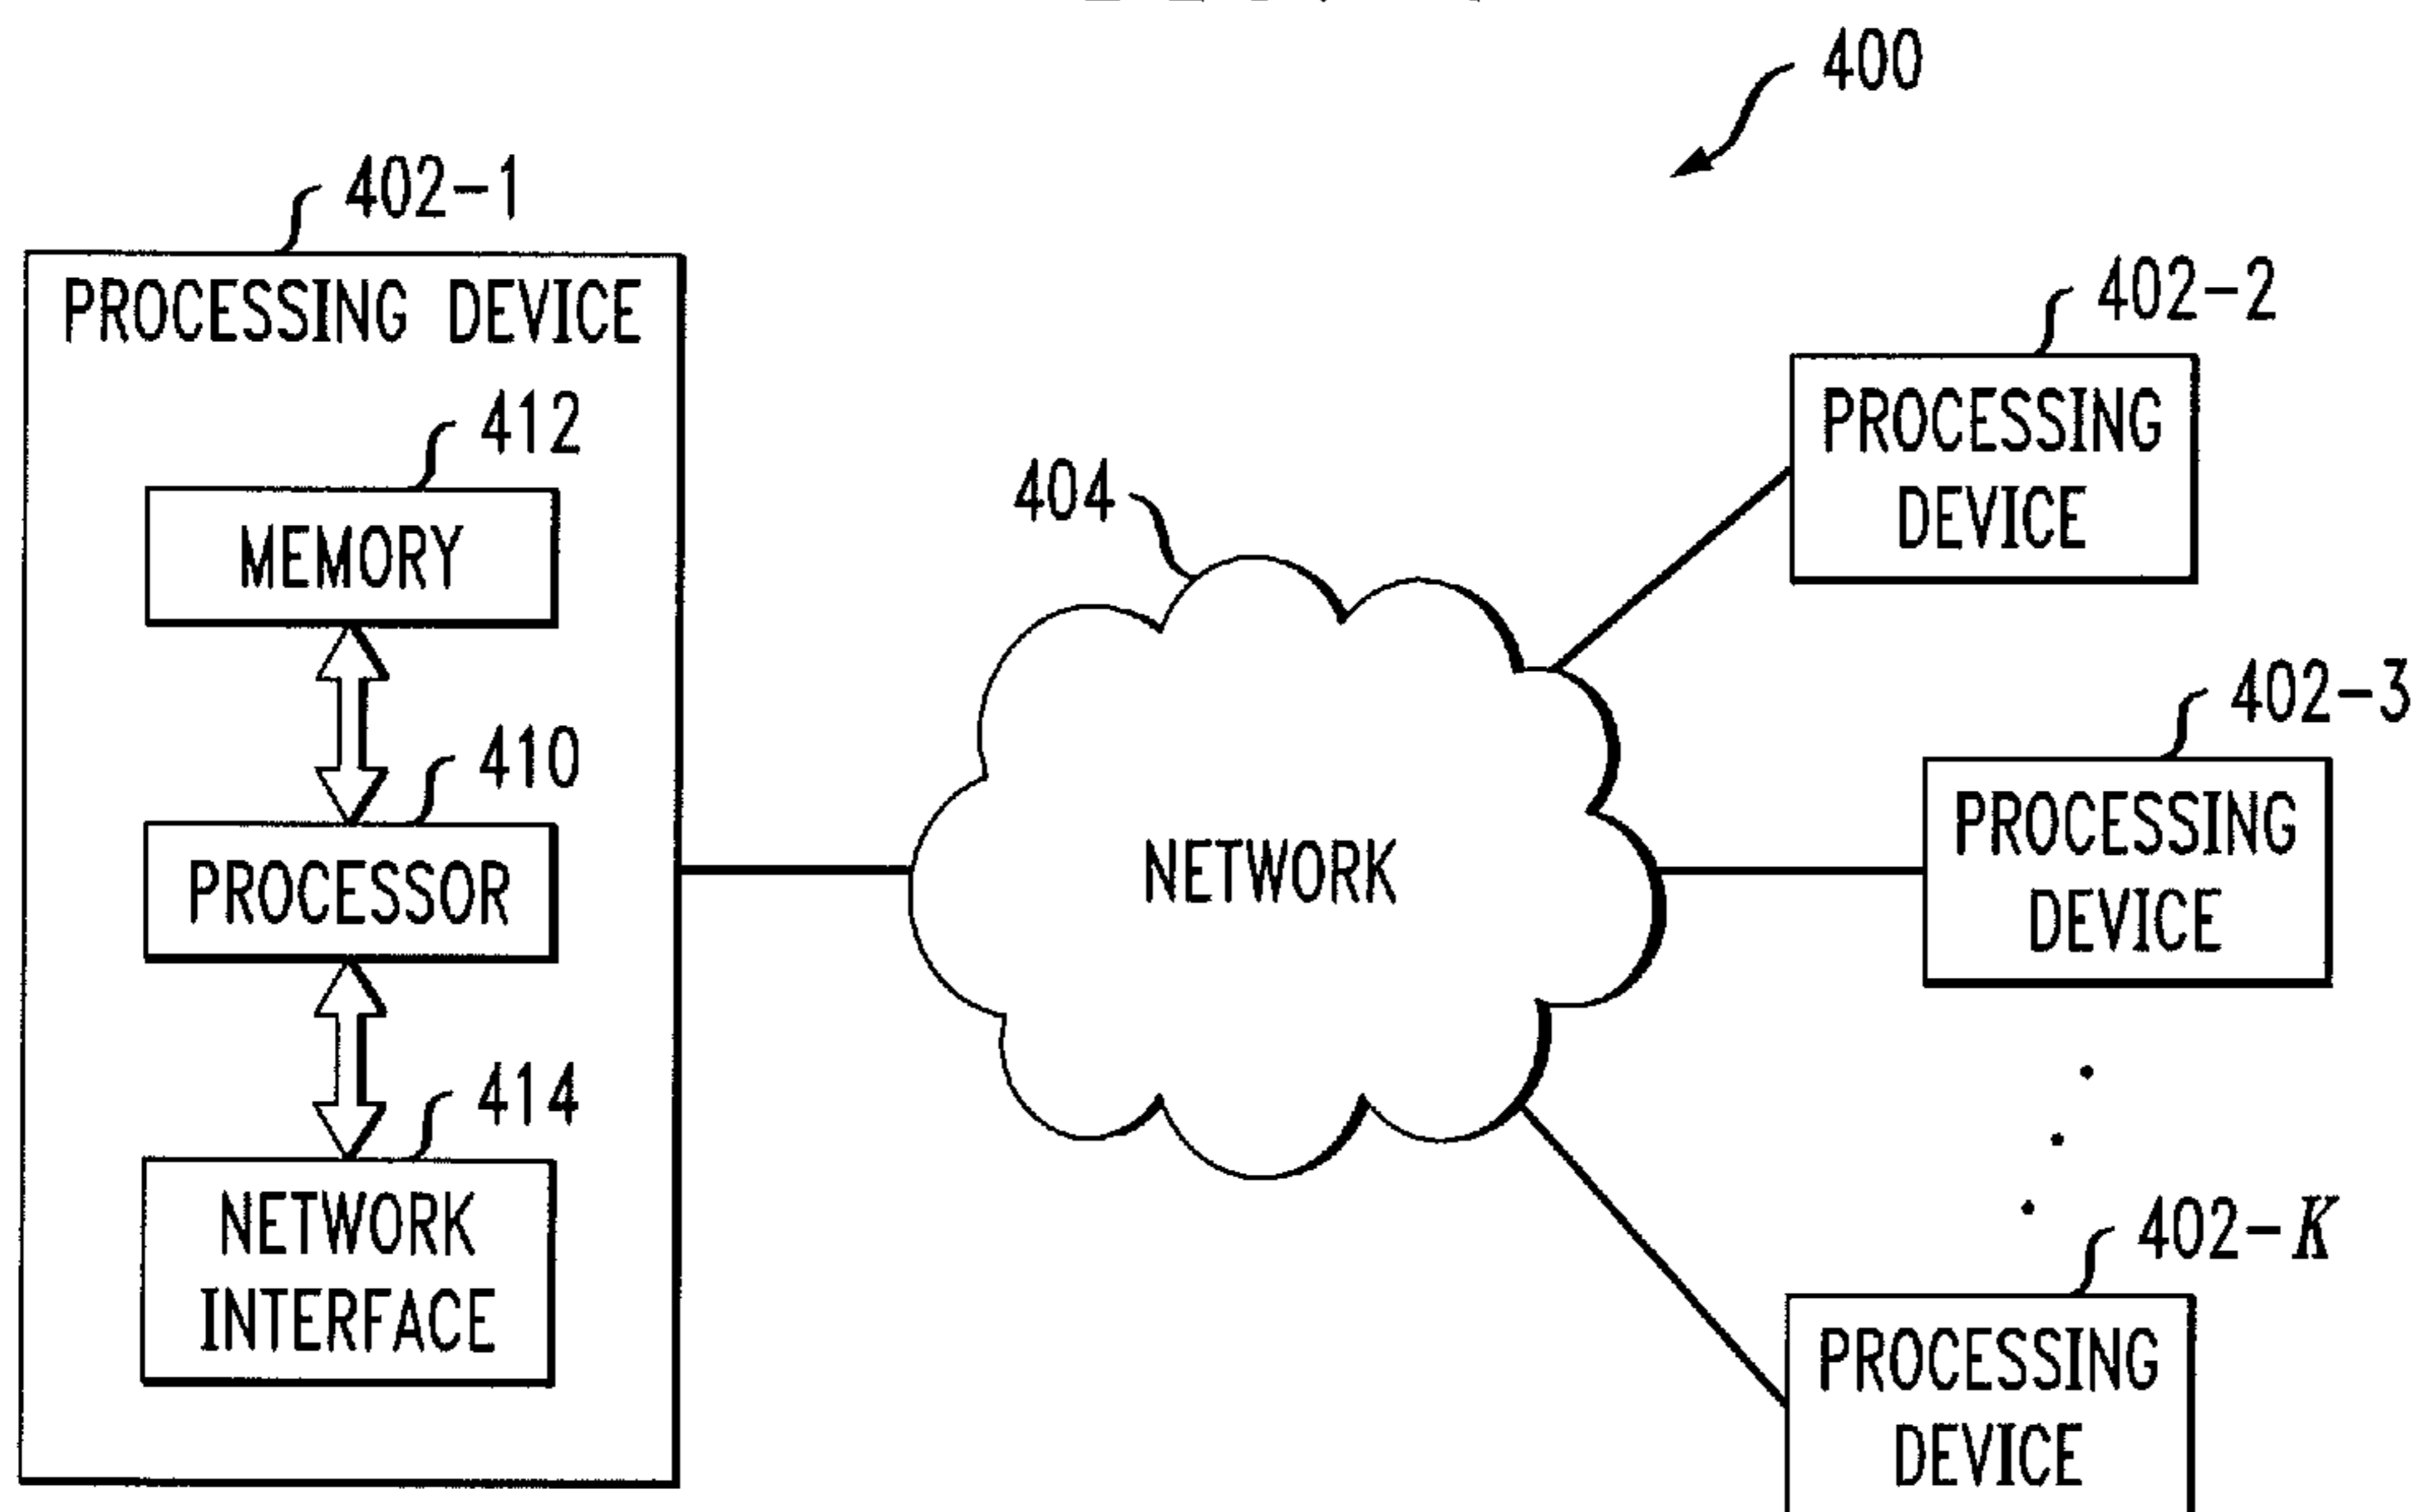 400
402-1
PROCESSING DEVICE
412
MEMORY
410
PROCESSOR
414
NETWORK
INTERFACE
404
NETWORK
402-2
PROCESSING
DEVICE
402-3
PROCESSING
DEVICE
402-K
PROCESSING
DEVICE